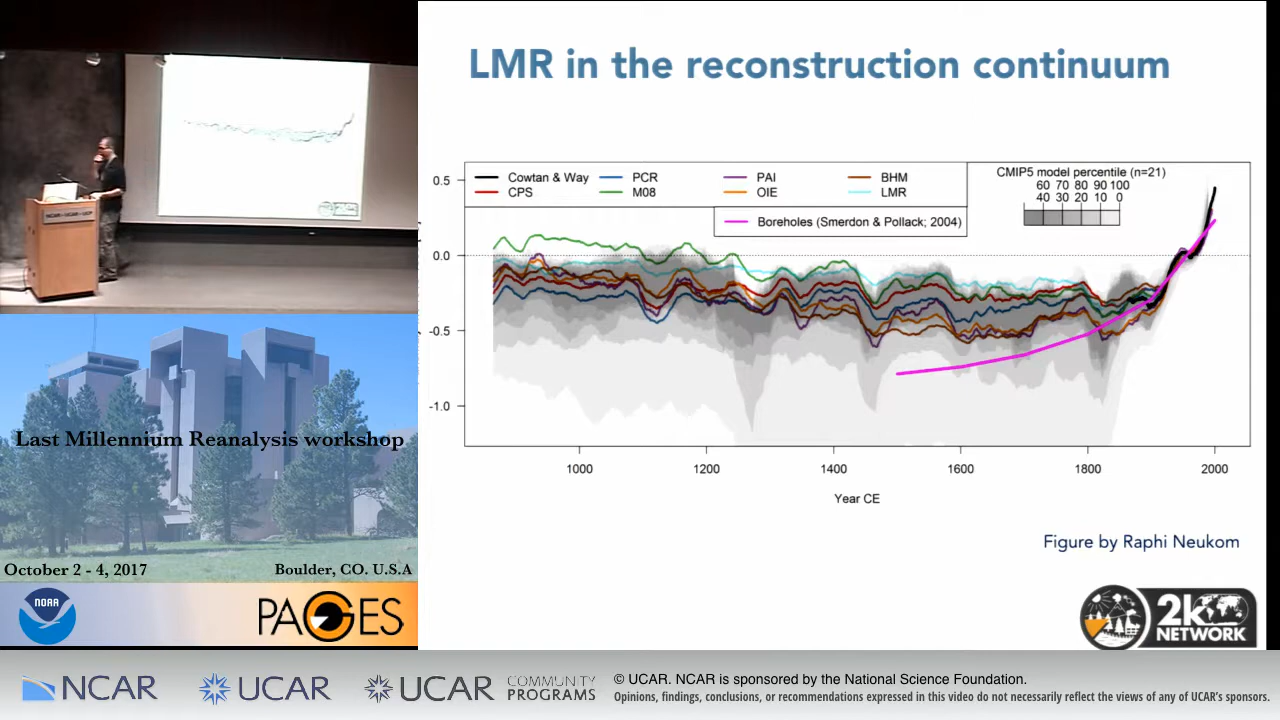 LMR in the reconstruction continuum
Cowtan & Way
CPS
PCR
M08
PAI
OIE
BHM
LMR
Boreholes (Smerdon & Pollack; 2004)
CMIP5 model percentile (n=21)
60 70 80 90 100
40 30 20 10 0
0.5
0.0
-0.5
-1.0
1000 1200 1400 1600 1800 2000
Year CE
Figure by Raphi Neukom
2K
NETWORK
NCAR - UCAR - UCP
Last Millennium Reanalysis workshop
October 2 - 4, 2017
Boulder, CO. U.S.A
NOAA
PAGES
NCAR
UCAR
UCAR
COMMUNITY
PROGRAMS
© UCAR. NCAR is sponsored by the National Science Foundation.
Opinions, findings, conclusions, or recommendations expressed in this video do not necessarily reflect the views of any of UCAR's sponsors.